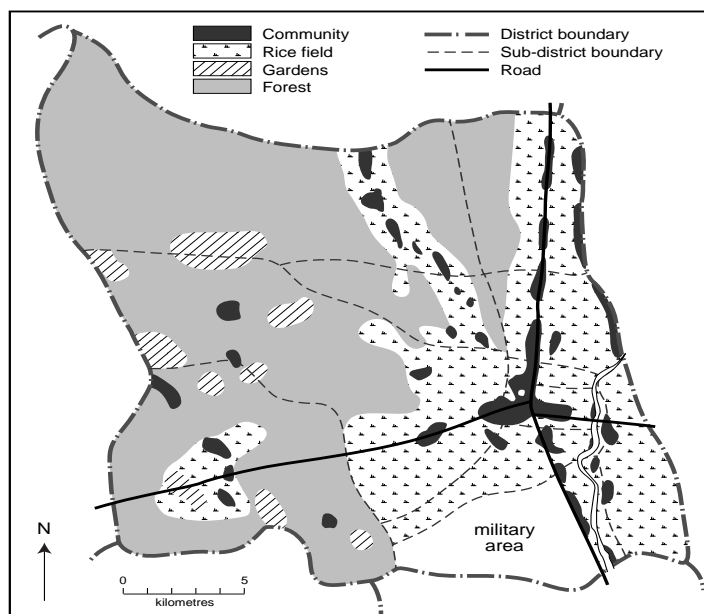 Community
Rice field
Gardens
Forest
District boundary
Sub-district boundary
Road
military
area
N
0 5
kilometres